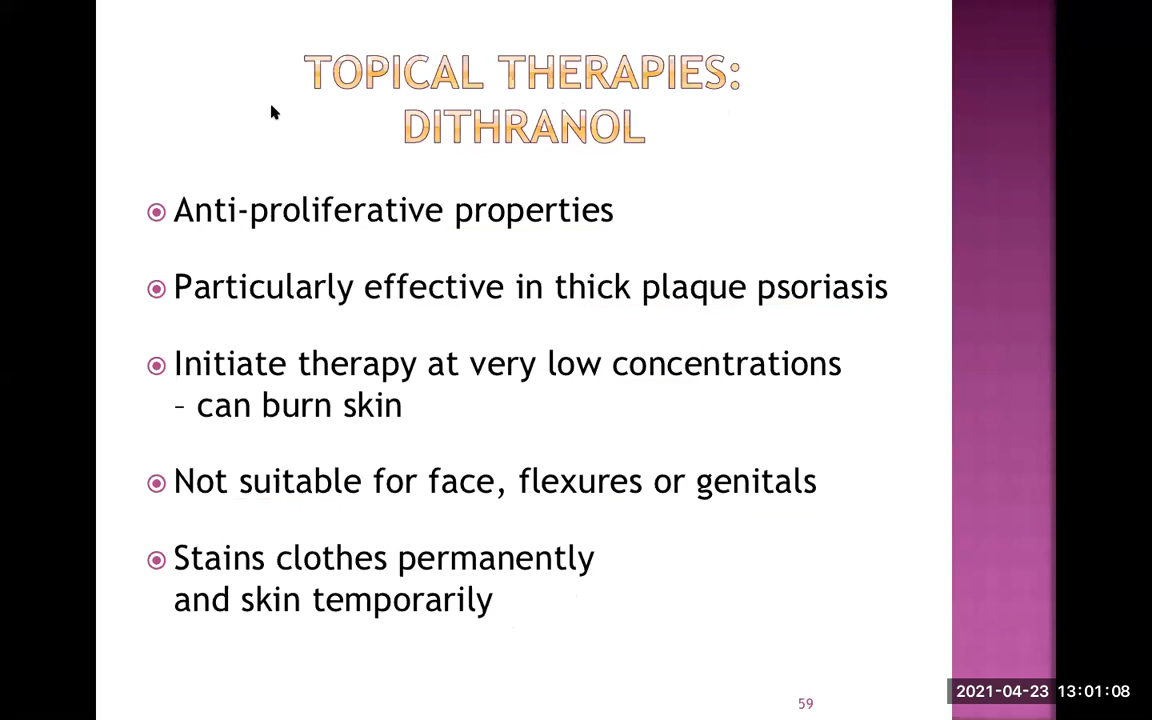 TOPICAL THERAPIES:
DITHRANOL
Anti-proliferative properties
Particularly effective in thick plaque psoriasis
Initiate therapy at very low concentrations
– can burn skin
Not suitable for face, flexures or genitals
Stains clothes permanently
and skin temporarily
59
2021-04-23 13:01:08